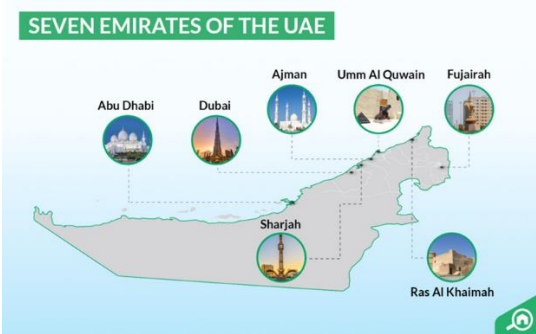 SEVEN EMIRATES OF THE UAE
Ajman
Umm Al Quwain
Fujairah
Abu Dhabi
Dubai
Sharjah
Ras Al Khaimah